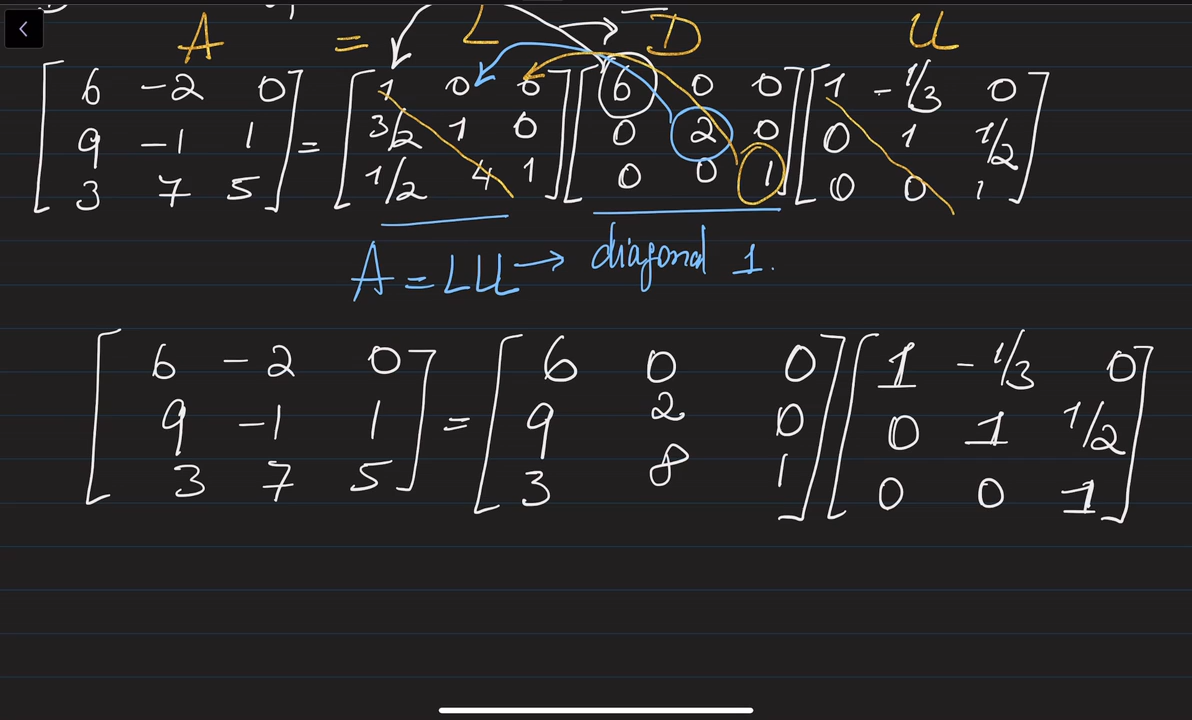 A = L D U
[6 -2 0] = [1 0 0] [6 0 0] [1 -1/3 0]
[9 -1 1] = [3/2 1 0] [0 2 0] [0 1 1/2]
[3 7 5] = [1/2 4 1] [0 0 1] [0 0 1]
A = LU → diagonal 1.
[6 -2 0] = [6 0 0] [1 -1/3 0]
[9 -1 1] = [9 2 0] [0 1 1/2]
[3 7 5] = [3 8 1] [0 0 1]